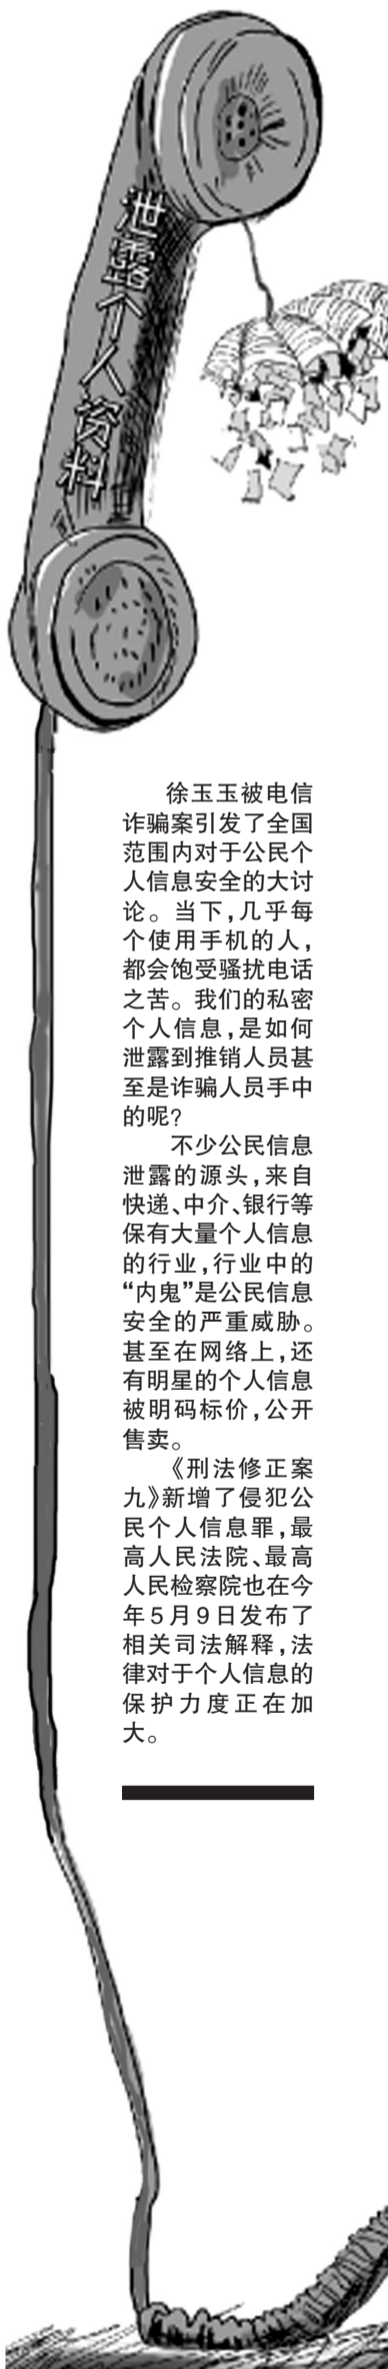 泄露个人资料
徐玉玉被电信
诈骗案引发了全国
范围内对于公民个
人信息安全的大讨
论。当下,几乎每
个使用手机的人,
都会饱受骚扰电话
之苦。我们的私密
个人信息,是如何
泄露到推销人员甚
至是诈骗人员手中
的呢?
不少公民信息
泄露的源头,来自
快递、中介、银行等
保有大量个人信息
的行业,行业中的
“内鬼”是公民信息
安全的严重威胁。
甚至在网络上,还
有明星的个人信息
被明码标价,公开
售卖。
《刑法修正案
九》新增了侵犯公
民个人信息罪,最
高人民法院、最高
人民检察院也在今
年5月9日发布了
相关司法解释,法
律对于个人信息的
保护力度正在加
大。